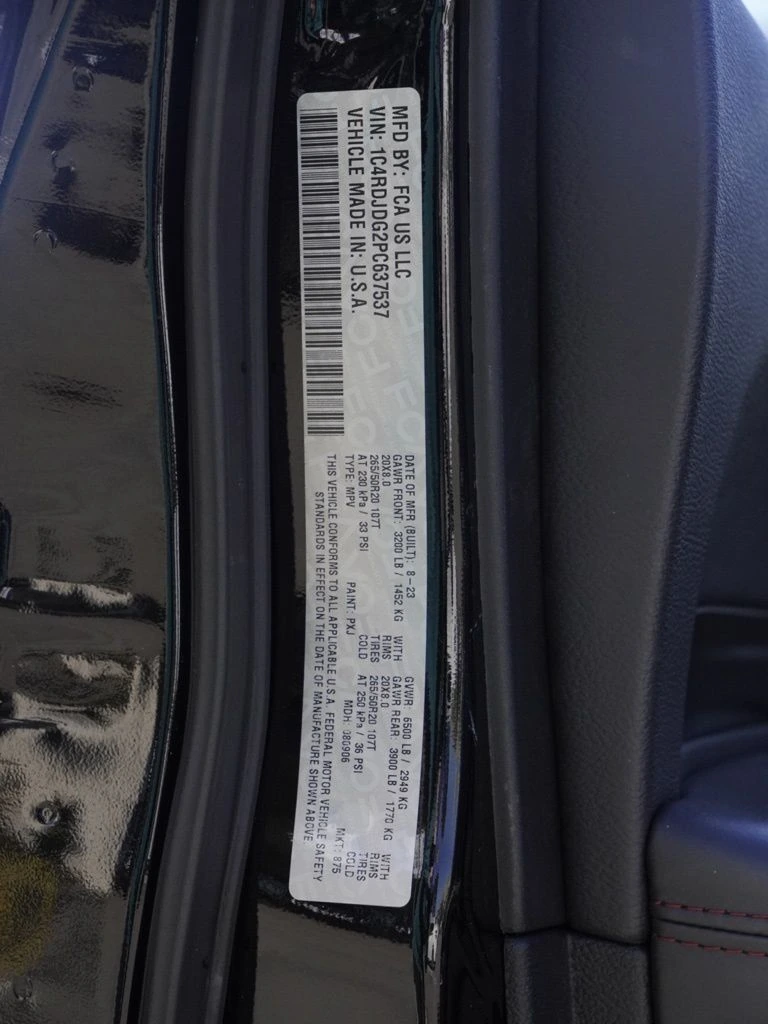 MFD BY: FCA US LLC
VIN: 1C4RDJDG2PC637537
VEHICLE MADE IN: U.S.A.
DATE OF MFR (BUILT): 8-23 GVWR: 6500 LB / 2949 KG
GAWR FRONT: 3200 LB / 1452 KG WITH GAWR REAR: 3900 LB / 1770 KG WITH
20X8.0 RIMS 20X8.0 RIMS
265/50R20 107T TIRES 265/50R20 107T TIRES
AT 230 kPa / 33 PSI COLD AT 250 kPa / 36 PSI COLD
TYPE: MPV PAINT: PXJ MDH: 080906 MKT: 875
THIS VEHICLE CONFORMS TO ALL APPLICABLE U.S.A. FEDERAL MOTOR VEHICLE SAFETY
STANDARDS IN EFFECT ON THE DATE OF MANUFACTURE SHOWN ABOVE